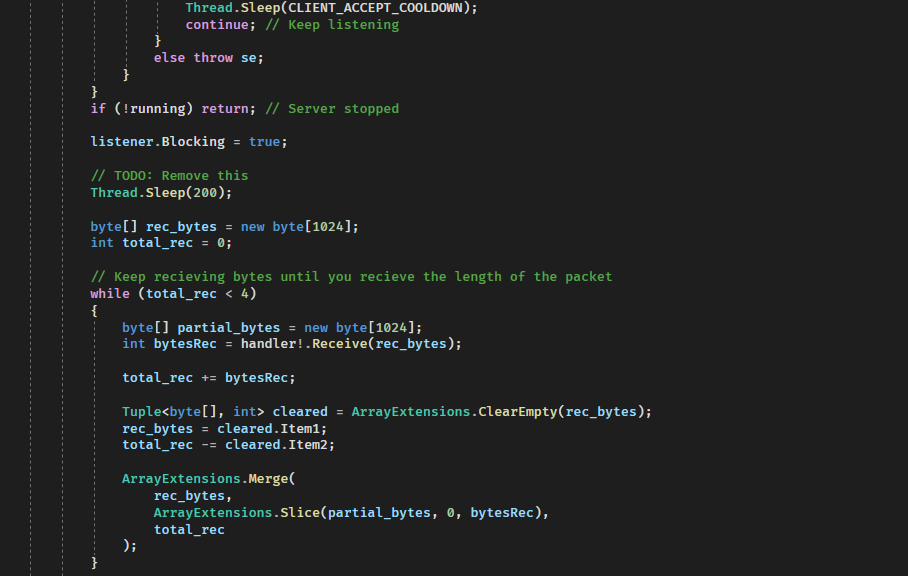 Thread.Sleep(CLIENT_ACCEPT_COOLDOWN);
continue; // Keep listening
}
else throw se;
}
}
if (!running) return; // Server stopped
listener.Blocking = true;
// TODO: Remove this
Thread.Sleep(200);
byte[] rec_bytes = new byte[1024];
int total_rec = 0;
// Keep recieving bytes until you recieve the length of the packet
while (total_rec < 4)
{
byte[] partial_bytes = new byte[1024];
int bytesRec = handler!.Receive(rec_bytes);
total_rec += bytesRec;
Tuple<byte[], int> cleared = ArrayExtensions.ClearEmpty(rec_bytes);
rec_bytes = cleared.Item1;
total_rec -= cleared.Item2;
ArrayExtensions.Merge(
rec_bytes,
ArrayExtensions.Slice(partial_bytes, 0, bytesRec),
total_rec
);
}